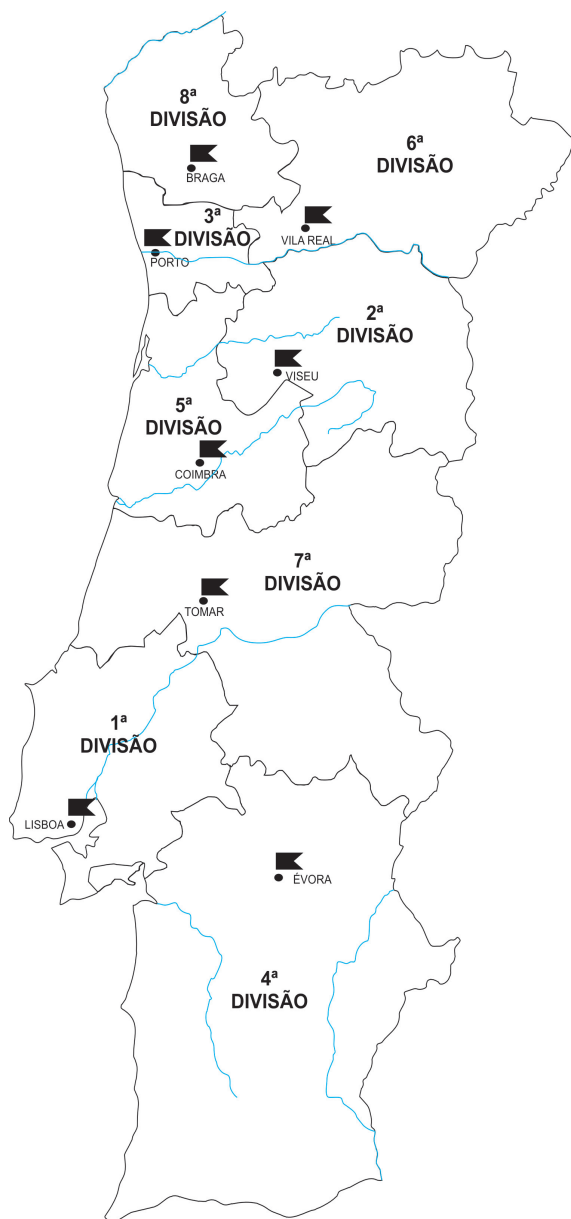 8ª
DIVISÃO
BRAGA
6ª
DIVISÃO
3ª
DIVISÃO
PORTO
VILA REAL
2ª
DIVISÃO
VISEU
5ª
DIVISÃO
COIMBRA
7ª
DIVISÃO
TOMAR
1ª
DIVISÃO
LISBOA
ÉVORA
4ª
DIVISÃO